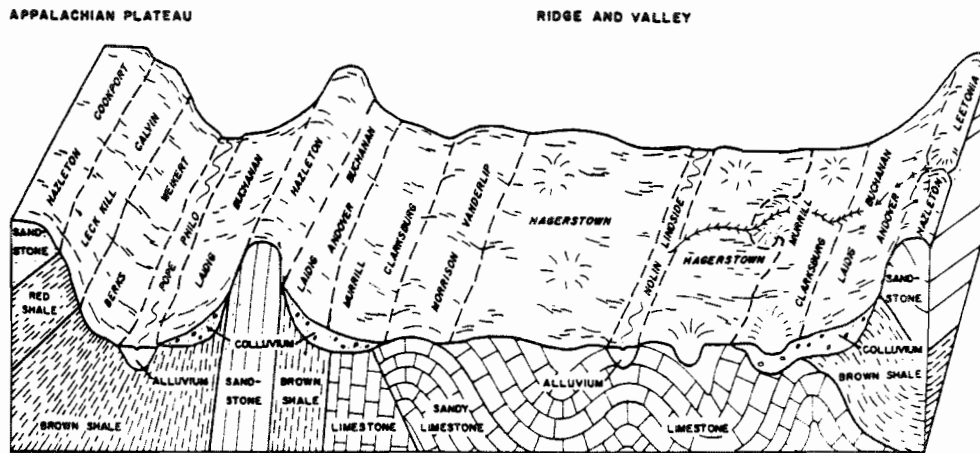 APPALACHIAN PLATEAU
RIDGE AND VALLEY
COOKPORT
HAZLETON
CALVIN
LECK KILL
WEIKERT
BERKS
PHILO
POPE
BUCHANAN
LAIDIG
HAZLETON
BUCHANAN
ANDOVER
LAIDIG
MURRILL
CLARKSBURG
VANDERLIP
MORRISON
HAGERSTOWN
LINDSIDE
NOLIN
HAGERSTOWN
MURRILL
CLARKSBURG
BUCHANAN
ANDOVER
LAIDIG
LEETONIA
HAZLETON
SAND-
STONE
RED
SHALE
BROWN SHALE
ALLUVIUM
COLLUVIUM
SAND-
STONE
BROWN
SHALE
LIMESTONE
SANDY
LIMESTONE
ALLUVIUM
LIMESTONE
SAND-
STONE
COLLUVIUM
BROWN SHALE